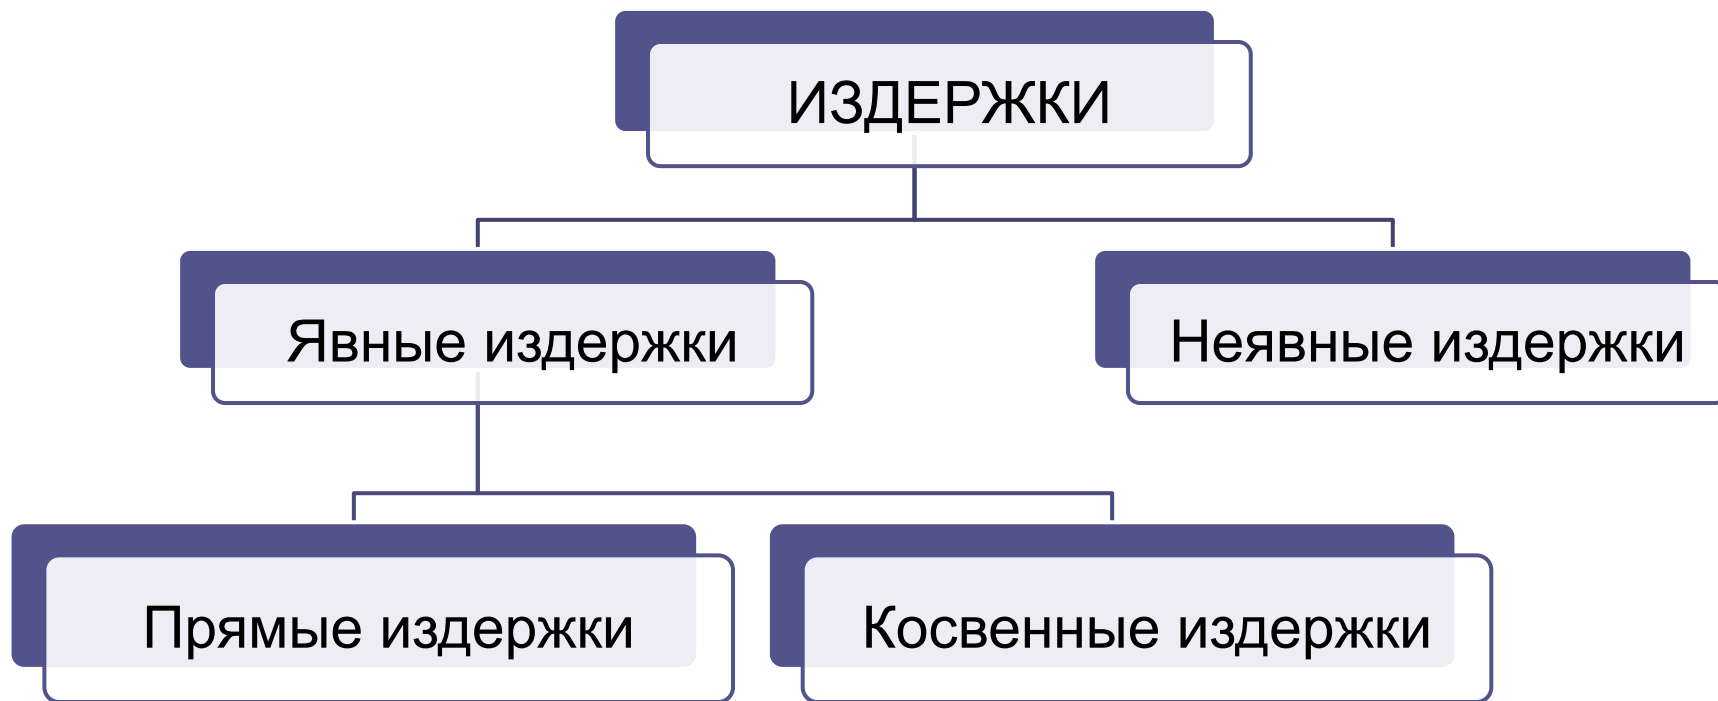 ИЗДЕРЖКИ
Явные издержки
Неявные издержки
Прямые издержки
Косвенные издержки